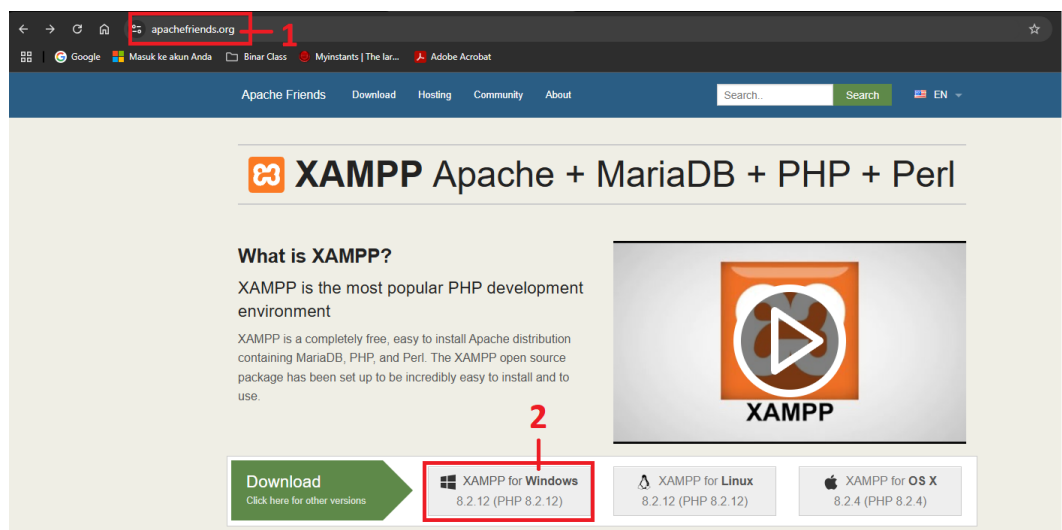 apachefriends.org
1
Google Masuk ke akun Anda Binar Class Myinstants | The lar... Adobe Acrobat
Apache Friends Download Hosting Community About Search.. Search EN
XAMPP Apache + MariaDB + PHP + Perl
What is XAMPP?
XAMPP is the most popular PHP development
environment
XAMPP is a completely free, easy to install Apache distribution
containing MariaDB, PHP, and Perl. The XAMPP open source
package has been set up to be incredibly easy to install and to
use.
XAMPP
2
Download
Click here for other versions
XAMPP for Windows
8.2.12 (PHP 8.2.12)
XAMPP for Linux
8.2.12 (PHP 8.2.12)
XAMPP for OS X
8.2.4 (PHP 8.2.4)